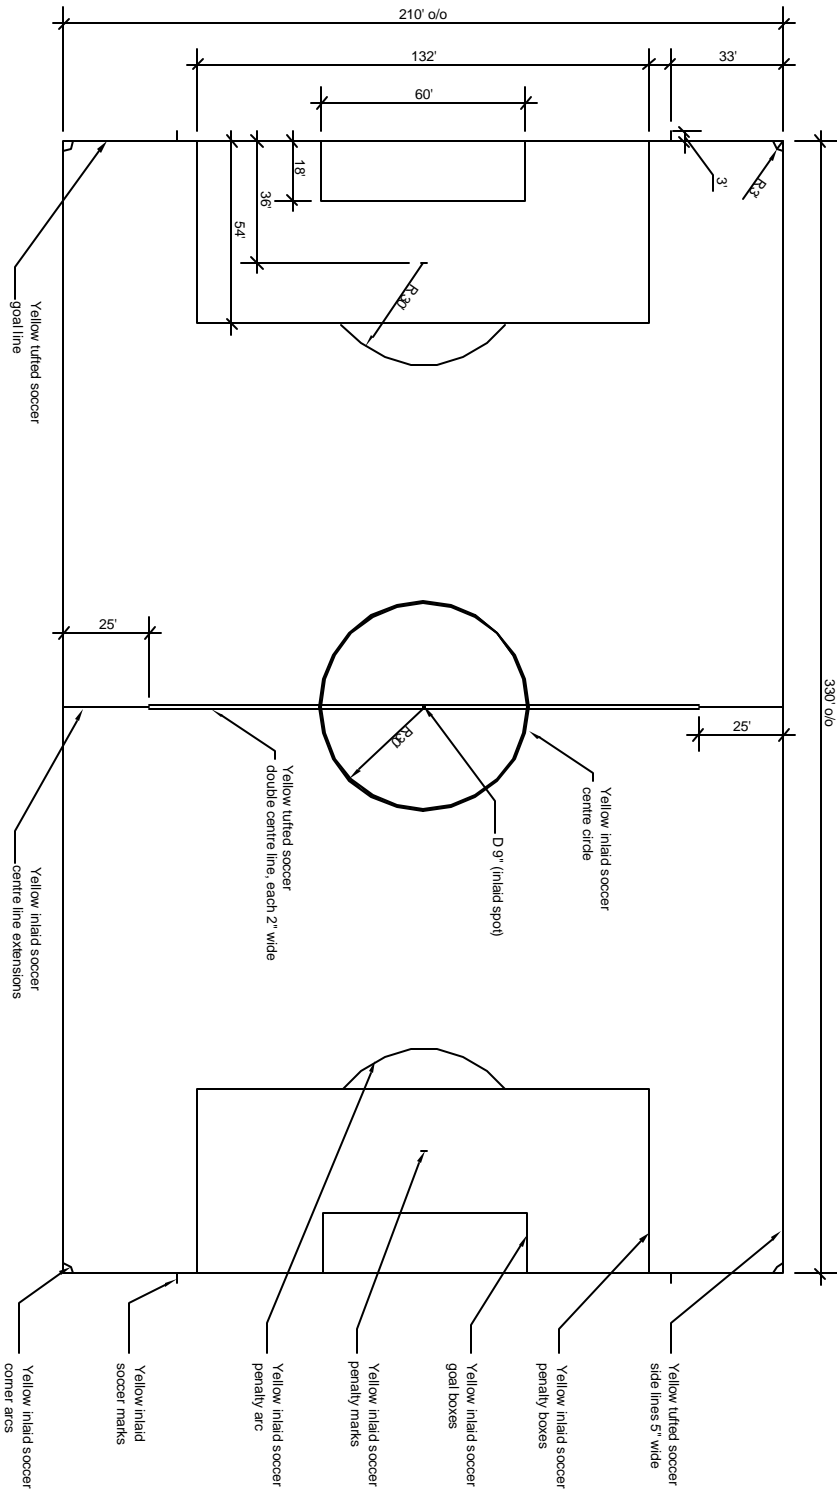 210' o/o
132'
33'
60'
18'
36'
54'
3'
R3'
R30'
Yellow tufted soccer
goal line
330' o/o
25'
25'
R30'
Yellow inlaid soccer
centre circle
D 9" (inlaid spot)
Yellow tufted soccer
double centre line, each 2" wide
Yellow inlaid soccer
centre line extensions
Yellow tufted soccer
side lines 5" wide
Yellow inlaid soccer
penalty boxes
Yellow inlaid soccer
goal boxes
Yellow inlaid soccer
penalty marks
Yellow inlaid soccer
penalty arc
Yellow inlaid
soccer marks
Yellow inlaid soccer
corner arcs